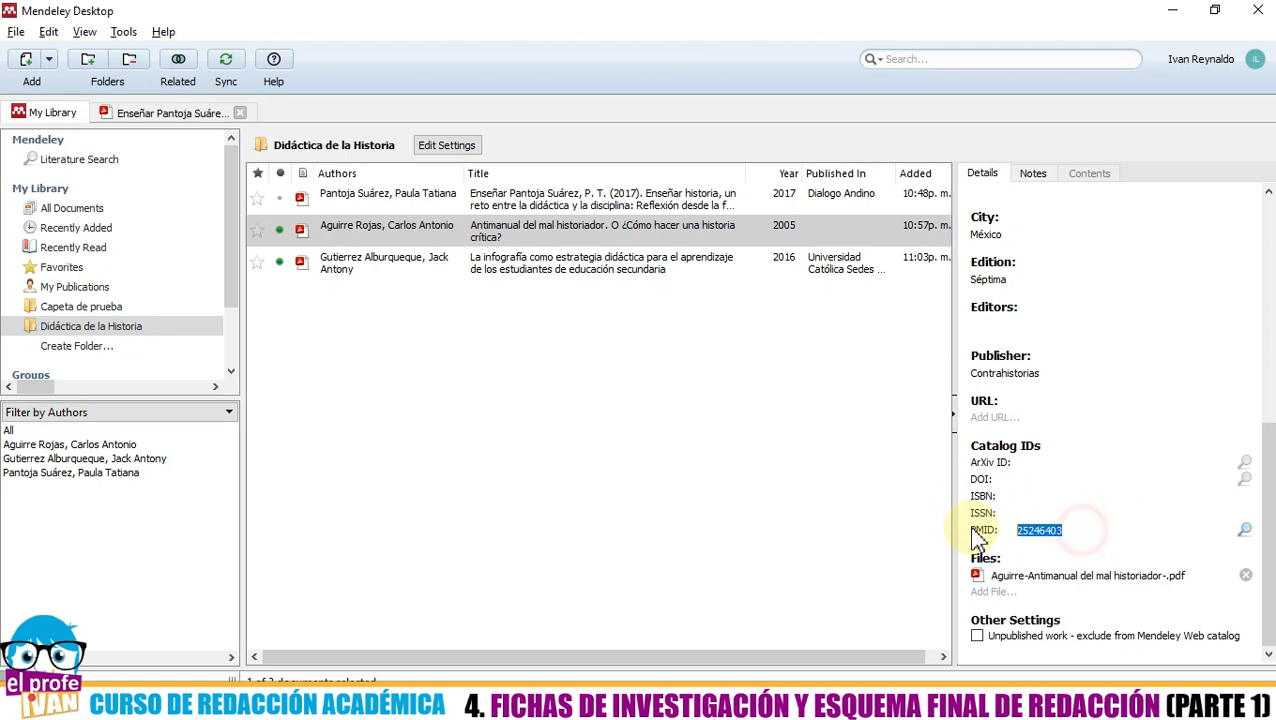 Mendeley Desktop
File Edit View Tools Help
Search...
Ivan Reynaldo IL
Add Folders Related Sync Help
My Library
Enseñar Pantoja Suáre...
Mendeley
Literature Search
My Library
All Documents
Recently Added
Recently Read
Favorites
My Publications
Capeta de prueba
Didáctica de la Historia
Create Folder...
Groups
Filter by Authors
All
Aguirre Rojas, Carlos Antonio
Gutierrez Alburqueque, Jack Antony
Pantoja Suárez, Paula Tatiana
Didáctica de la Historia Edit Settings
Authors Title Year Published In Added
Pantoja Suárez, Paula Tatiana Enseñar Pantoja Suárez, P. T. (2017). Enseñar historia, un 2017 Dialogo Andino 10:48p. m.
reto entre la didáctica y la disciplina: Reflexión desde la f...
Aguirre Rojas, Carlos Antonio Antimanual del mal historiador. O ¿Cómo hacer una historia 2005 10:57p. m.
crítica?
Gutierrez Alburqueque, Jack La infografía como estrategia didáctica para el aprendizaje 2016 Universidad 11:03p. m.
Antony de los estudiantes de educación secundaria Católica Sedes ...
Details Notes Contents
City:
México
Edition:
Séptima
Editors:
Publisher:
Contrahistorias
URL:
Add URL...
Catalog IDs
ArXiv ID:
DOI:
ISBN:
ISSN:
PMID: 25246403
Files:
Aguirre-Antimanual del mal historiador-.pdf
Add File...
Other Settings
Unpublished work - exclude from Mendeley Web catalog
1 of 3 documents selected
el profe
iVAN
CURSO DE REDACCIÓN ACADÉMICA 4. FICHAS DE INVESTIGACIÓN Y ESQUEMA FINAL DE REDACCIÓN (PARTE 1)